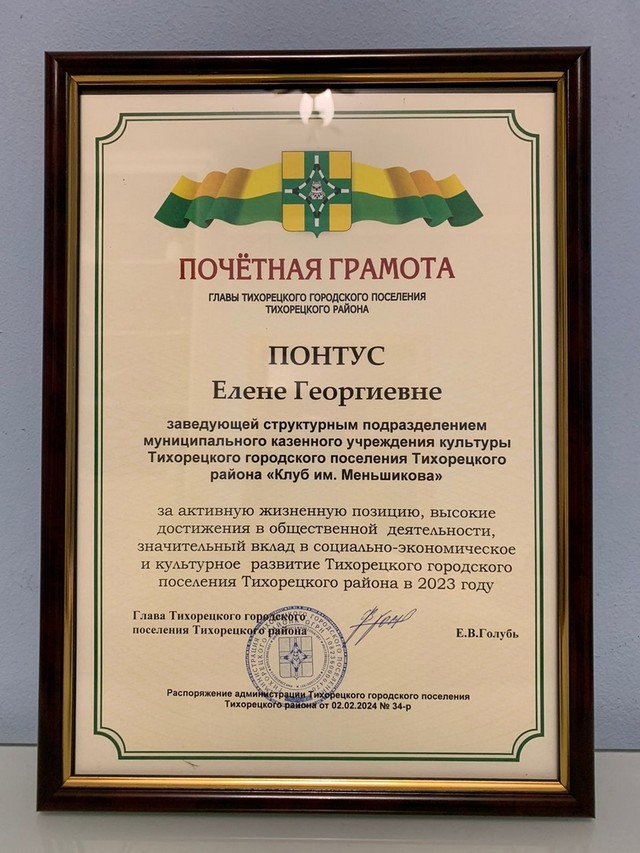 ПОЧЁТНАЯ ГРАМОТА
ГЛАВЫ ТИХОРЕЦКОГО ГОРОДСКОГО ПОСЕЛЕНИЯ
ТИХОРЕЦКОГО РАЙОНА
ПОНТУС
Елене Георгиевне
заведующей структурным подразделением
муниципального казенного учреждения культуры
Тихорецкого городского поселения Тихорецкого
района «Клуб им. Меньшикова»
за активную жизненную позицию, высокие
достижения в общественной деятельности,
значительный вклад в социально-экономическое
и культурное развитие Тихорецкого городского
поселения Тихорецкого района в 2023 году
Глава Тихорецкого городского
поселения Тихорецкого района
Е.В.Голубь
Распоряжение администрации Тихорецкого городского поселения
Тихорецкого района от 02.02.2024 № 34-р